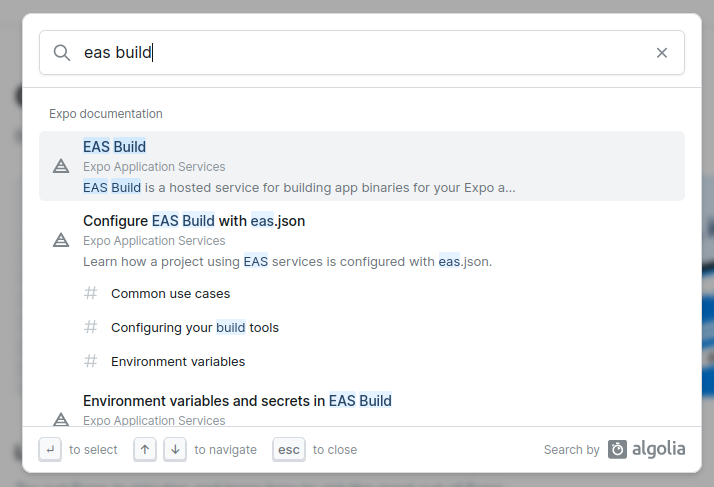 eas build
Expo documentation
EAS Build
Expo Application Services
EAS Build is a hosted service for building app binaries for your Expo a...
Configure EAS Build with eas.json
Expo Application Services
Learn how a project using EAS services is configured with eas.json.
# Common use cases
# Configuring your build tools
# Environment variables
Environment variables and secrets in EAS Build
Expo Application Services
↵ to select ↑ ↓ to navigate esc to close Search by algolia